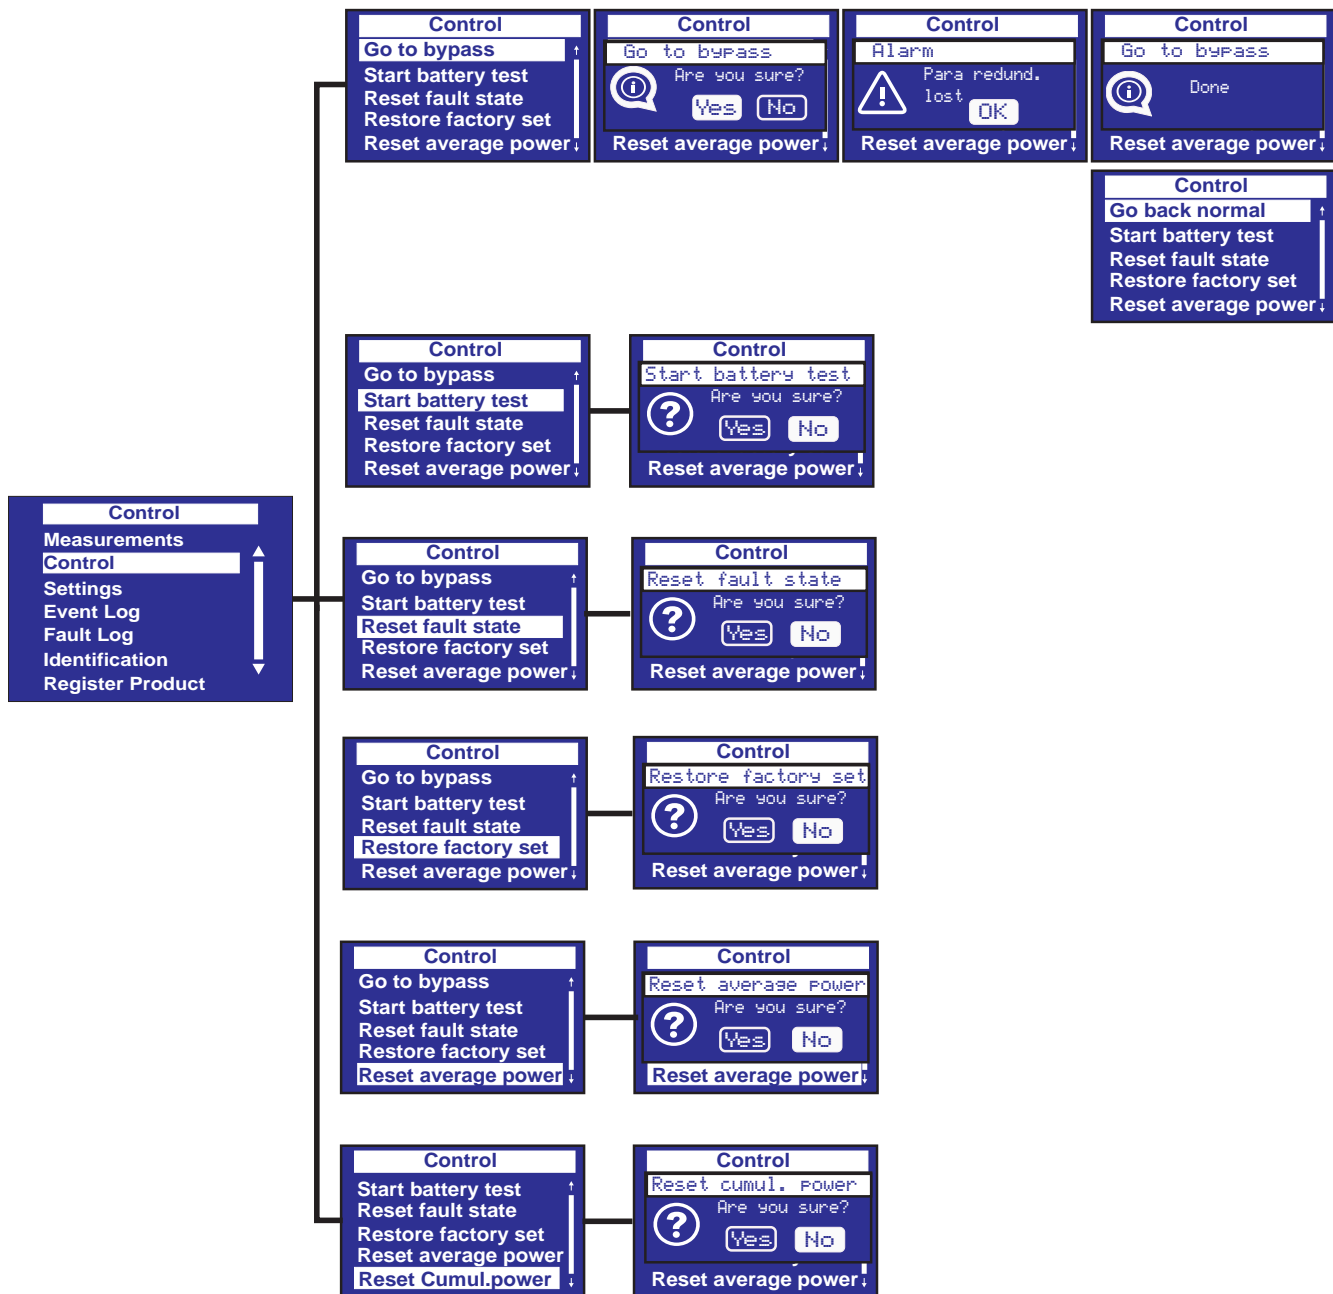 Control
Go to bypass
Start battery test
Reset fault state
Restore factory set
Reset average power
Control
Go to bypass
Are you sure?
Yes No
Reset average power
Control
Alarm
Para redund.
lost
OK
Reset average power
Control
Go to bypass
Done
Reset average power
Control
Go back normal
Start battery test
Reset fault state
Restore factory set
Reset average power
Control
Go to bypass
Start battery test
Reset fault state
Restore factory set
Reset average power
Control
Start battery test
Are you sure?
Yes No
Reset average power
Control
Measurements
Control
Settings
Event Log
Fault Log
Identification
Register Product
Control
Go to bypass
Start battery test
Reset fault state
Restore factory set
Reset average power
Control
Reset fault state
Are you sure?
Yes No
Reset average power
Control
Go to bypass
Start battery test
Reset fault state
Restore factory set
Reset average power
Control
Restore factory set
Are you sure?
Yes No
Reset average power
Control
Go to bypass
Start battery test
Reset fault state
Restore factory set
Reset average power
Control
Reset average power
Are you sure?
Yes No
Reset average power
Control
Start battery test
Reset fault state
Restore factory set
Reset average power
Reset Cumul.power
Control
Reset cumul. power
Are you sure?
Yes No
Reset average power